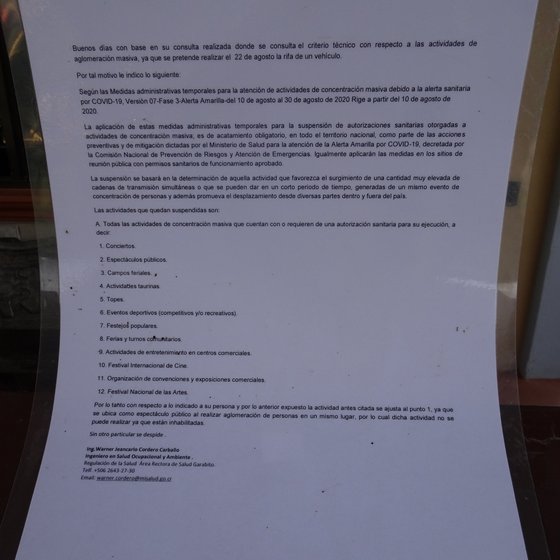 Buenos días con base en su consulta realizada donde se consulta el criterio técnico con respecto a las actividades de
aglomeración masiva, ya que se pretende realizar el 22 de agosto la rifa de un vehículo.
Por tal motivo le indico lo siguiente:
Según las Medidas administrativas temporales para la atención de actividades de concentración masiva debido a la alerta sanitaria
por COVID-19, Versión 07-Fase 3-Alerta Amarilla-del 10 de agosto al 30 de agosto de 2020 Rige a partir del 10 de agosto de
2020.
La aplicación de estas medidas administrativas temporales para la suspensión de autorizaciones sanitarias otorgadas a
actividades de concentración masiva; es de acatamiento obligatorio, en todo el territorio nacional, como parte de las acciones
preventivas y de mitigación dictadas por el Ministerio de Salud para la atención de la Alerta Amarilla por COVID-19, decretada por
la Comisión Nacional de Prevención de Riesgos y Atención de Emergencias. Igualmente aplicarán las medidas en los sitios de
reunión pública con permisos sanitarios de funcionamiento aprobado.
La suspensión se basará en la determinación de aquella actividad que favorezca el surgimiento de una cantidad muy elevada de
cadenas de transmisión simultáneas o que se pueden dar en un corto periodo de tiempo, generadas de un mismo evento de
concentración de personas y además promueva el desplazamiento desde diversas partes dentro y fuera del país.
Las actividades que quedan suspendidas son:
A. Todas las actividades de concentración masiva que cuentan con o requieren de una autorización sanitaria para su ejecución, a
decir:
1. Conciertos.
2. Espectáculos públicos.
3. Campos feriales.
4. Actividades taurinas.
5. Topes.
6. Eventos deportivos (competitivos y/o recreativos).
7. Festejos populares.
8. Ferias y turnos comunitarios.
9. Actividades de entretenimiento en centros comerciales.
10. Festival Internacional de Cine.
11. Organización de convenciones y exposiciones comerciales.
12. Festival Nacional de las Artes.
Por lo tanto con respecto a lo indicado a su persona y por lo anterior expuesto la actividad antes citada se ajusta al punto 1, ya que
se ubica como espectáculo público al realizar aglomeración de personas en un mismo lugar, por lo cual dicha actividad no se
puede realizar ya que están inhabilitadas.
Sin otro particular se despide .
Ing.Warner Jeancarlo Cordero Carballo
Ingeniero en Salud Ocupacional y Ambiente .
Regulación de la Salud Área Rectora de Salud Garabito.
Telf. +506 2643-27-30
Email: warner.cordero@misalud.go.cr